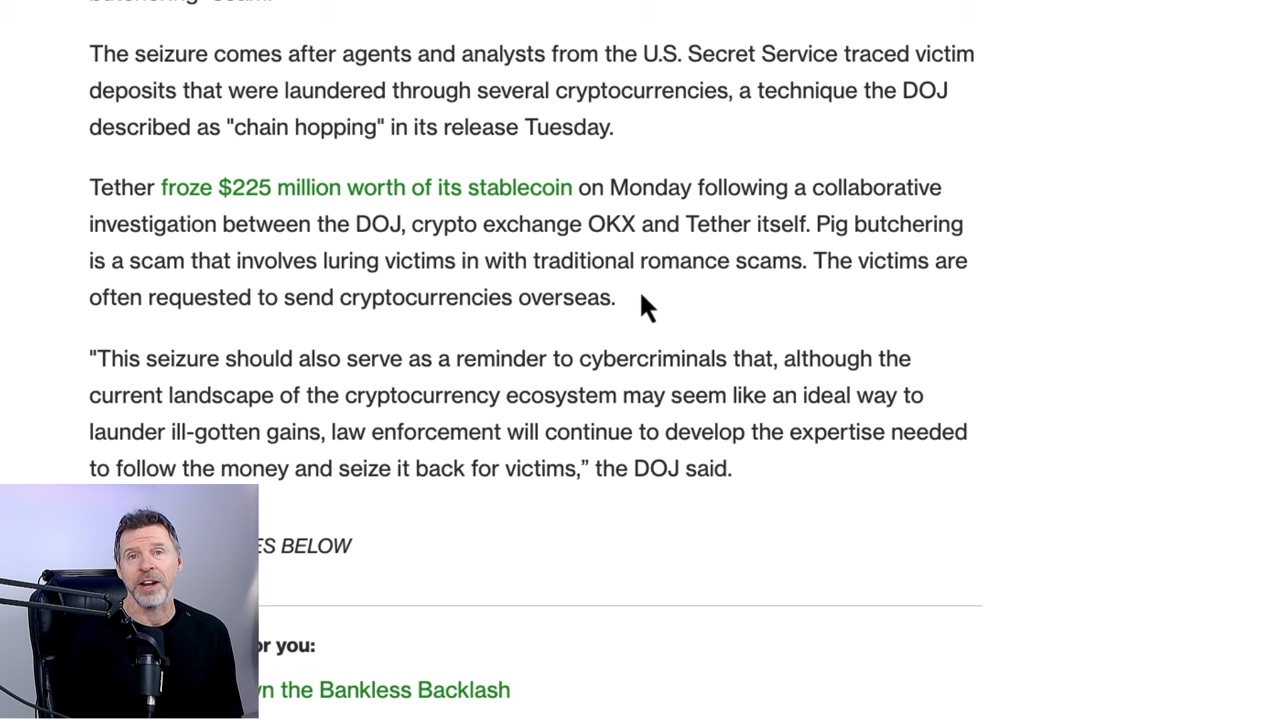 The seizure comes after agents and analysts from the U.S. Secret Service traced victim
deposits that were laundered through several cryptocurrencies, a technique the DOJ
described as "chain hopping" in its release Tuesday.
Tether froze $225 million worth of its stablecoin on Monday following a collaborative
investigation between the DOJ, crypto exchange OKX and Tether itself. Pig butchering
is a scam that involves luring victims in with traditional romance scams. The victims are
often requested to send cryptocurrencies overseas.
"This seizure should also serve as a reminder to cybercriminals that, although the
current landscape of the cryptocurrency ecosystem may seem like an ideal way to
launder ill-gotten gains, law enforcement will continue to develop the expertise needed
to follow the money and seize it back for victims,” the DOJ said.
BELOW
you:
the Bankless Backlash